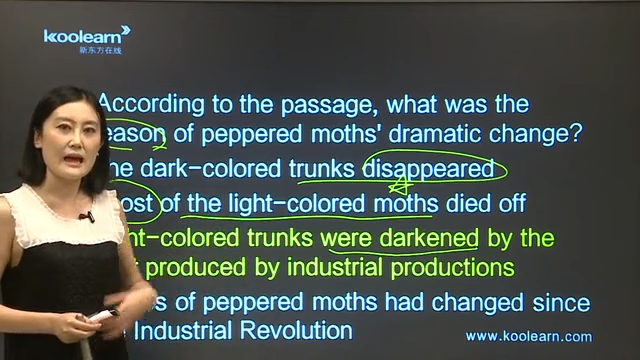 koolearn
新东方在线
According to the passage, what was the
eason of peppered moths' dramatic change?
he dark-colored trunks disappeared
ost of the light-colored moths died off
ht-colored trunks were darkened by the
produced by industrial productions
s of peppered moths had changed since
Industrial Revolution
www.koolearn.com